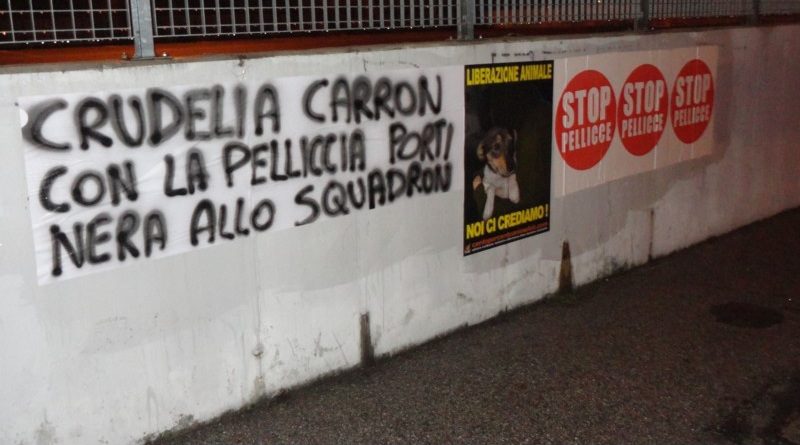 CRUDELIA CARRON
CON LA PELLICCIA PORTI
NERA ALLO SQUADRON
LIBERAZIONE ANIMALE
NOI CI CREDIAMO!
STOP
PELLICCE
STOP
PELLICCE
STOP
PELLICCE